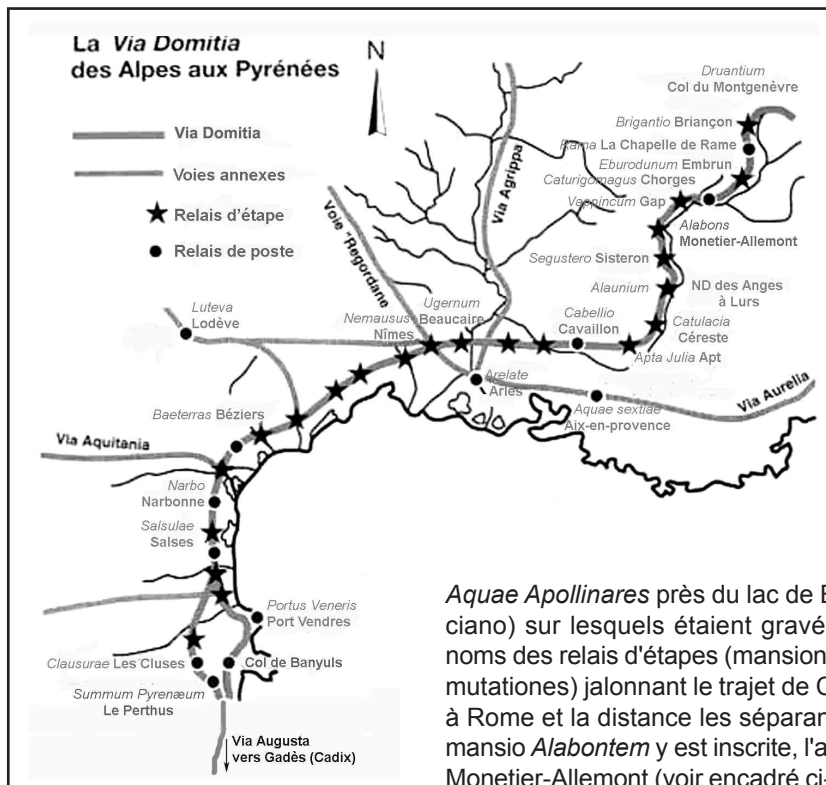 La Via Domitia
des Alpes aux Pyrénées
N
Via Domitia
Voies annexes
Relais d'étape
Relais de poste
Druantium
Col du Montgenèvre
Brigantio Briançon
Rama La Chapelle de Rame
Eburodunum Embrun
Caturigomagus Chorges
Vappincum Gap
Alabons
Monetier-Allemont
Segustero Sisteron
Alaunium
ND des Anges
à Lurs
Catulacia
Céreste
Apta Julia Apt
Cabellio
Cavaillon
Via Agrippa
Voie "Regordane
Ugernum
Beaucaire
Nemausus
Nîmes
Luteva
Lodève
Arelate
Arles
Aquae sextiae
Aix-en-provence
Via Aurelia
Baeterras Béziers
Via Aquitania
Narbo
Narbonne
Salsulae
Salses
Portus Veneris
Port Vendres
Clausurae Les Cluses
Col de Banyuls
Summum Pyrenæum
Le Perthus
Via Augusta
vers Gadès (Cadix)
Aquae Apollinares près du lac de
ciano) sur lesquels étaient gravé
noms des relais d'étapes (mansion
mutationes) jalonnant le trajet de
à Rome et la distance les séparan
mansio Alabontem y est inscrite, l'a
Monetier-Allemont (voir encadré ci-